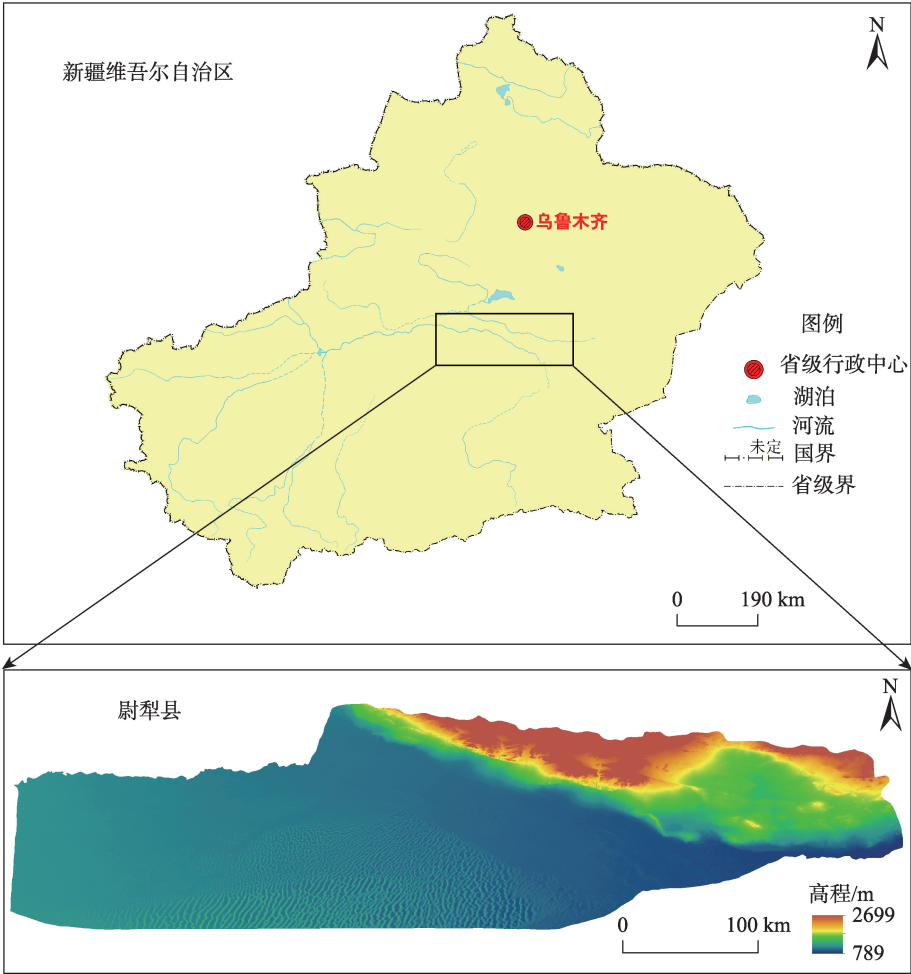 新疆维吾尔自治区
N
乌鲁木齐
图例
省级行政中心
湖泊
河流
未定
国界
省级界
0 190 km
尉犁县
N
高程/m
2699
789
0 100 km